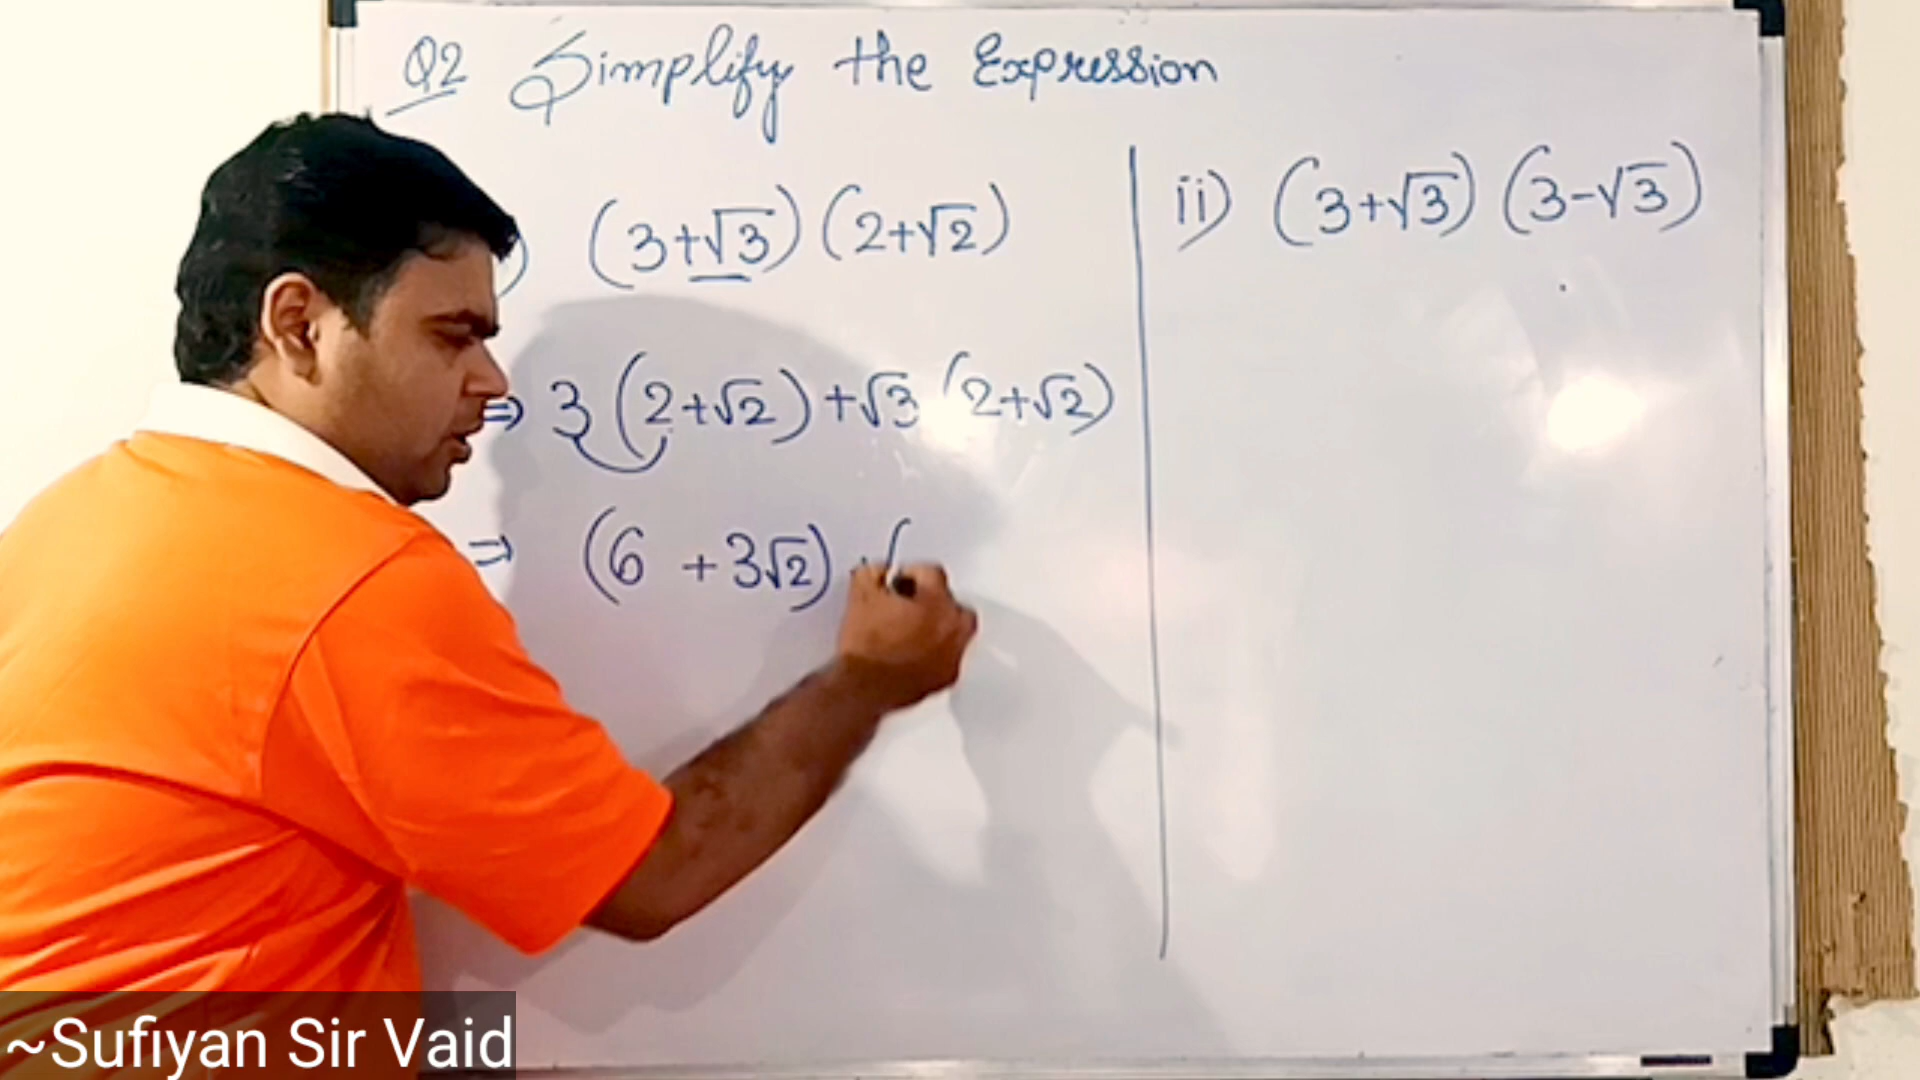 Q2 Simplify the Expression
) (3+√3) (2+√2)
⇒ 3 (2+√2) +√3 (2+√2)
⇒ (6 +3√2) + (
ii) (3+√3) (3-√3)
~Sufiyan Sir Vaid